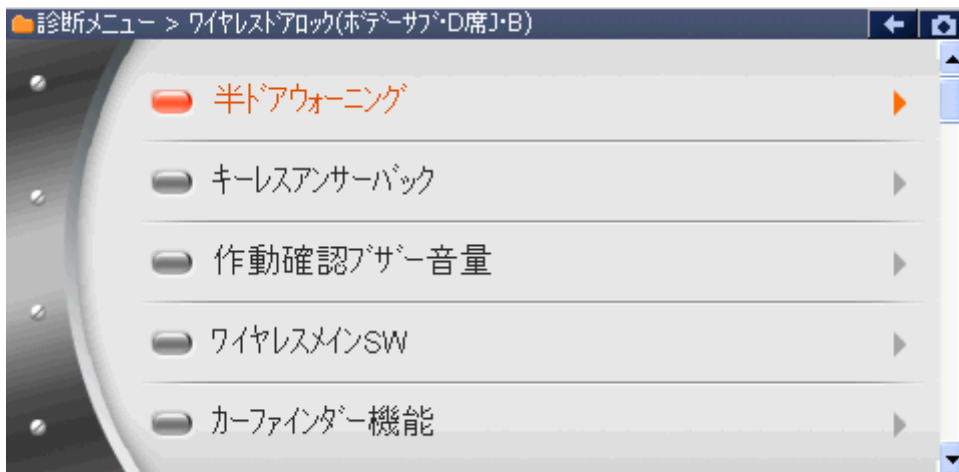 診断メニュー > ﾜｲﾔﾚｽﾄﾞｱﾛｯｸ(ﾎﾞﾃﾞｰｻﾌﾞ･D席J･B)
半ﾄﾞｱｳｫｰﾆﾝｸﾞ
ｷｰﾚｽｱﾝｻｰﾊﾞｯｸ
作動確認ﾌﾞｻﾞｰ音量
ﾜｲﾔﾚｽﾒｲﾝSW
ｶｰﾌｧｲﾝﾀﾞｰ機能